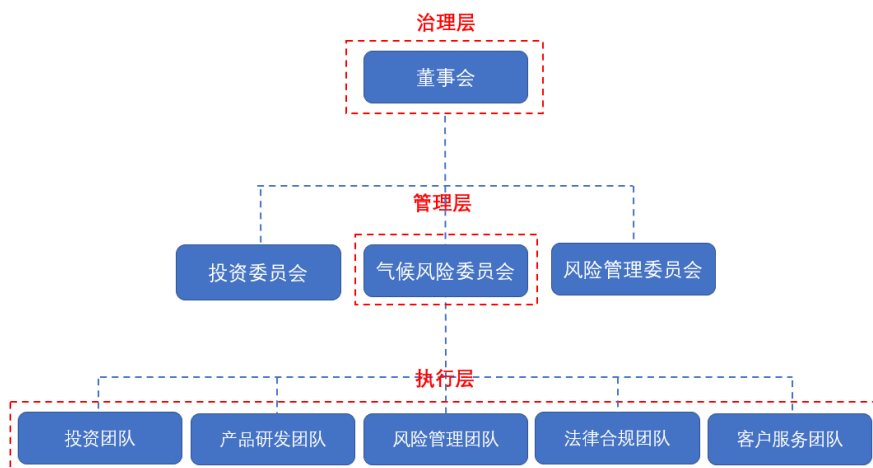 治理层
董事会
管理层
投资委员会
气候风险委员会
风险管理委员会
执行层
投资团队
产品研发团队
风险管理团队
法律合规团队
客户服务团队